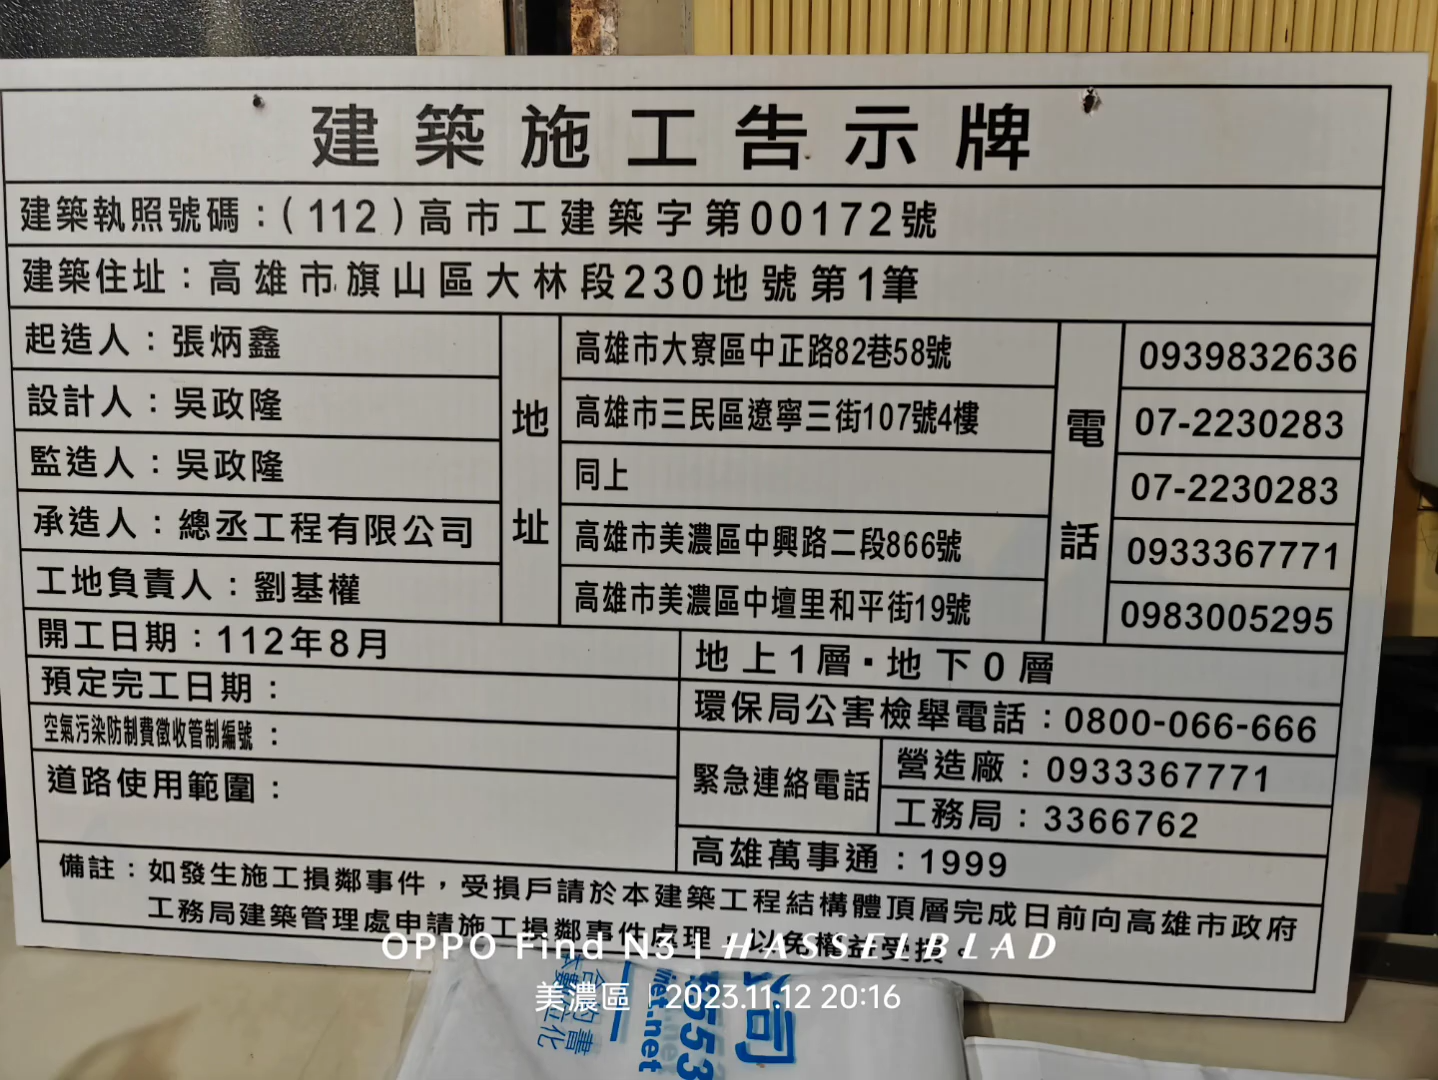 建築施工告示牌
建築執照號碼：(112)高市工建築字第00172號
建築住址：高雄市旗山區大林段230地號第1筆
起造人：張炳鑫
設計人：吳政隆
監造人：吳政隆
承造人：總丞工程有限公司
工地負責人：劉基權
地址
高雄市大寮區中正路82巷58號
高雄市三民區遼寧三街107號4樓
同上
高雄市美濃區中興路二段866號
高雄市美濃區中壇里和平街19號
電話
0939832636
07-2230283
07-2230283
0933367771
0983005295
開工日期：112年8月
預定完工日期：
空氣污染防制費徵收管制編號：
道路使用範圍：
地上1層▪地下0層
環保局公害檢舉電話：0800-066-666
緊急連絡電話
營造廠：0933367771
工務局：3366762
高雄萬事通：1999
備註：如發生施工損鄰事件，受損戶請於本建築工程結構體頂層完成日前向高雄市政府
工務局建築管理處申請施工損鄰事件處理，以免權益受損。
OPPO Find N3 | HASSELBLAD
美濃區 | 2023.11.12 20:16
公司
553
net